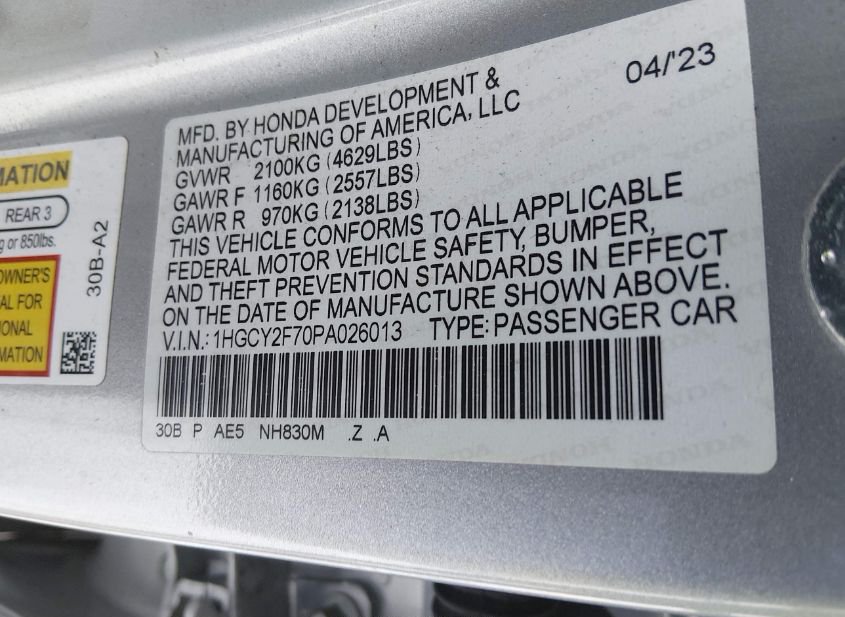 04/'23
MFD. BY HONDA DEVELOPMENT &
MANUFACTURING OF AMERICA, LLC
GVWR 2100KG (4629LBS)
GAWR F 1160KG (2557LBS)
GAWR R 970KG (2138LBS)
THIS VEHICLE CONFORMS TO ALL APPLICABLE
FEDERAL MOTOR VEHICLE SAFETY, BUMPER,
AND THEFT PREVENTION STANDARDS IN EFFECT
ON THE DATE OF MANUFACTURE SHOWN ABOVE.
V.I.N.: 1HGCY2F70PA026013 TYPE: PASSENGER CAR
30B P AE5 NH830M .Z .A
MATION
REAR 3
g or 850lbs.
OWNER'S
AL FOR
IONAL
MATION
30B-A2
HONDA